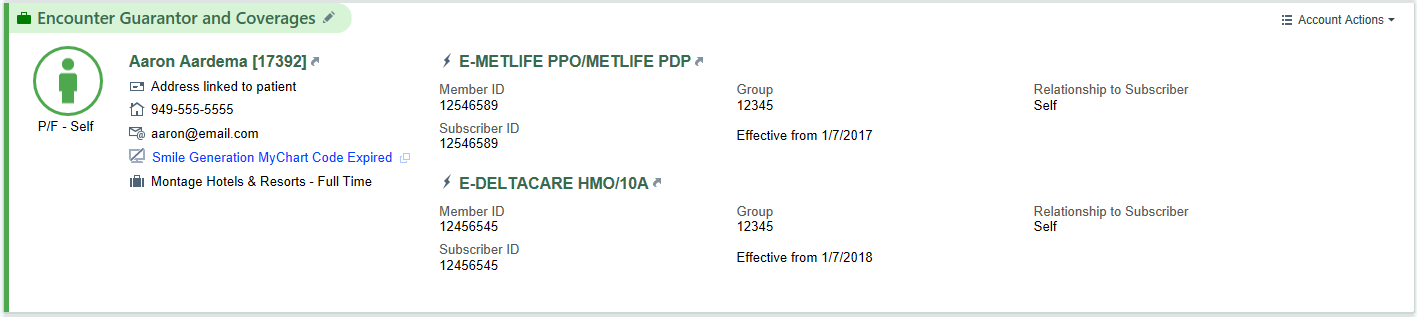 Encounter Guarantor and Coverages
Account Actions
P/F - Self
Aaron Aardema [17392]
Address linked to patient
949-555-5555
aaron@email.com
Smile Generation MyChart Code Expired
Montage Hotels & Resorts - Full Time
E-METLIFE PPO/METLIFE PDP
Member ID Group Relationship to Subscriber
12546589 12345 Self
Subscriber ID
12546589 Effective from 1/7/2017
E-DELTACARE HMO/10A
Member ID Group Relationship to Subscriber
12456545 12345 Self
Subscriber ID
12456545 Effective from 1/7/2018